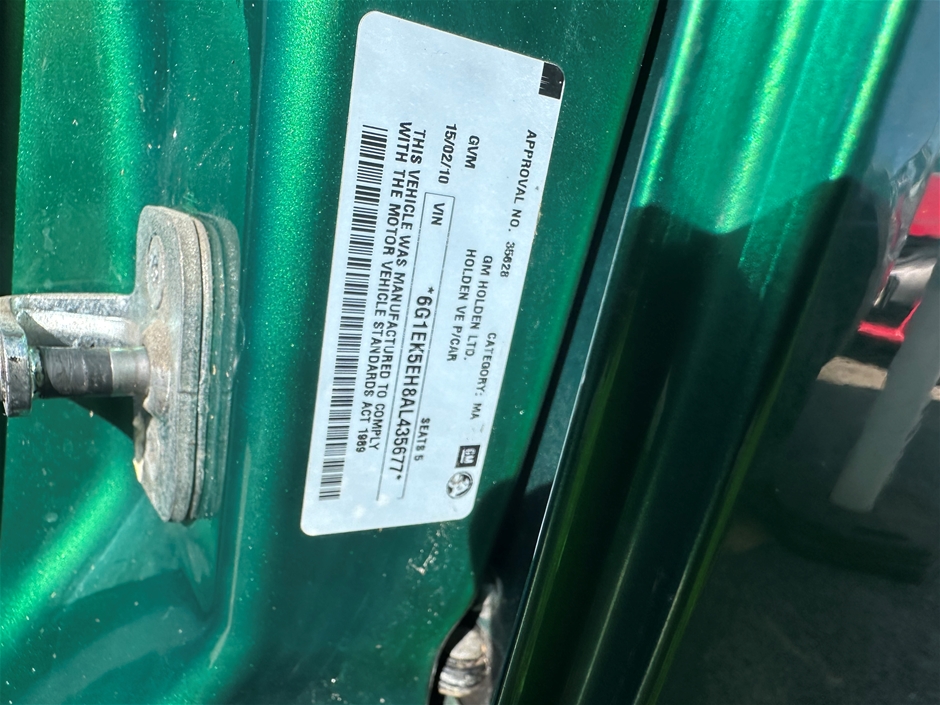 APPROVAL NO. 35628 CATEGORY: MA
GM HOLDEN LTD.
GVM HOLDEN VE P/CAR
15/02/10 SEATS 5
VIN *6G1EK5EH8AL435677*
THIS VEHICLE WAS MANUFACTURED TO COMPLY
WITH THE MOTOR VEHICLE STANDARDS ACT 1989
GM